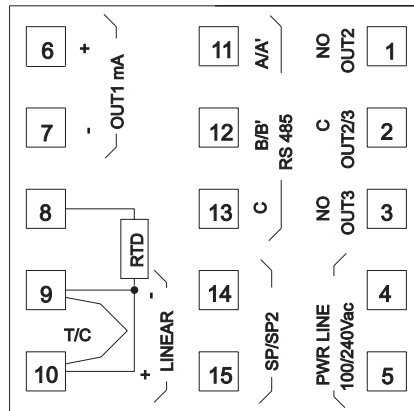 6 + 11 A/A' NO OUT2 1
OUT1 mA
7 - 12 B/B' RS 485 C OUT2/3 2
8 13 C NO OUT3 3
RTD
9 - 14 4
T/C LINEAR SP/SP2 PWR LINE 100/240Vac
10 + 15 5